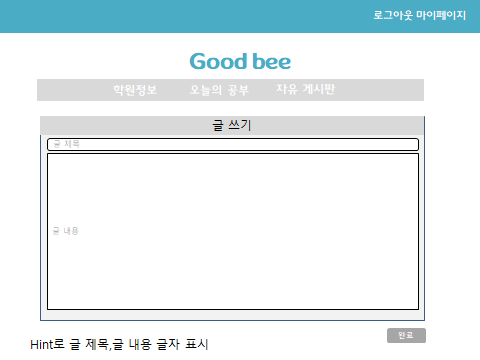 로그아웃 마이페이지
Good bee
학원정보 오늘의 공부 자유 게시판
글 쓰기
글 제목
글 내용
완료
Hint로 글 제목,글 내용 글자 표시